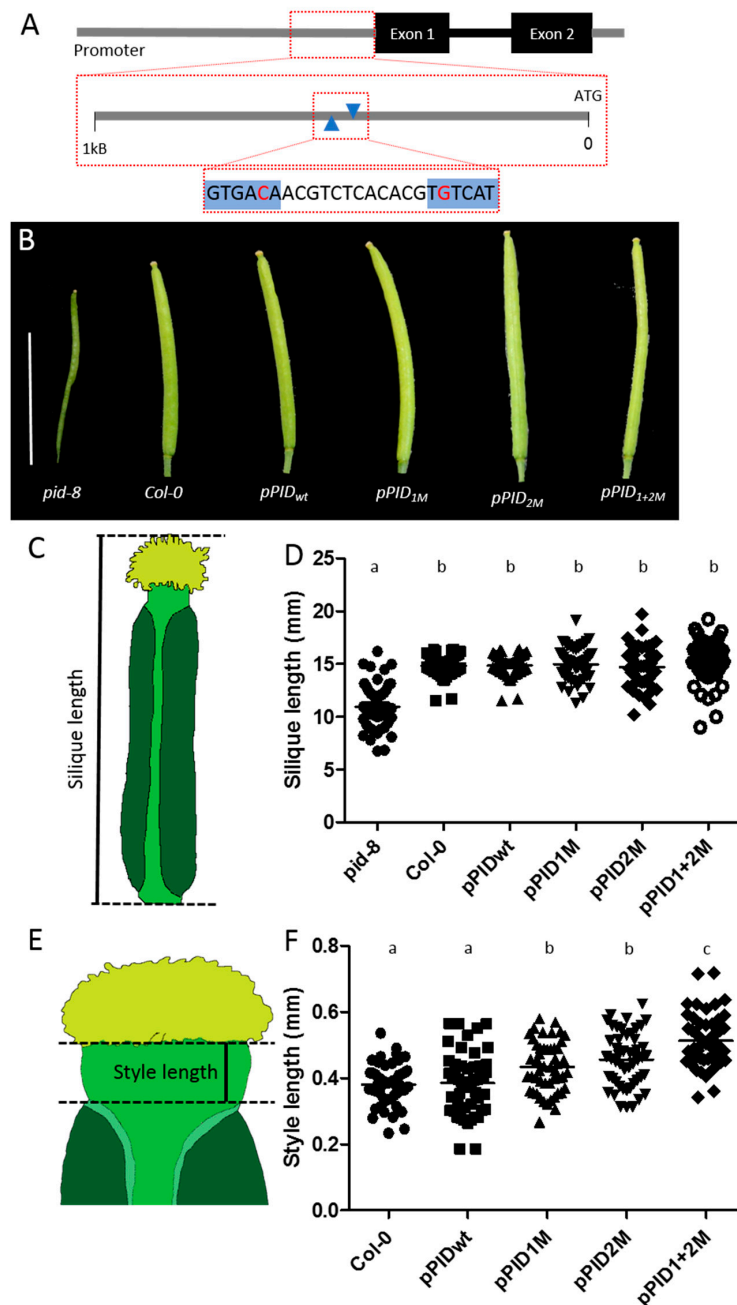 A
Promoter
Exon 1
Exon 2
ATG
1kB
0
GTGACAACGTCTCACACGTGTCAT
B
pid-8
Col-0
pPIDwt
pPID1M
pPID2M
pPID1+2M
C
Silique length
D
Silique length (mm)
25
20
15
10
5
0
a
b
b
b
b
b
pid-8
Col-0
pPIDwt
pPID1M
pPID2M
pPID1+2M
E
Style length
F
Style length (mm)
0.8
0.6
0.4
0.2
0.0
a
a
b
b
c
Col-0
pPIDwt
pPID1M
pPID2M
pPID1+2M